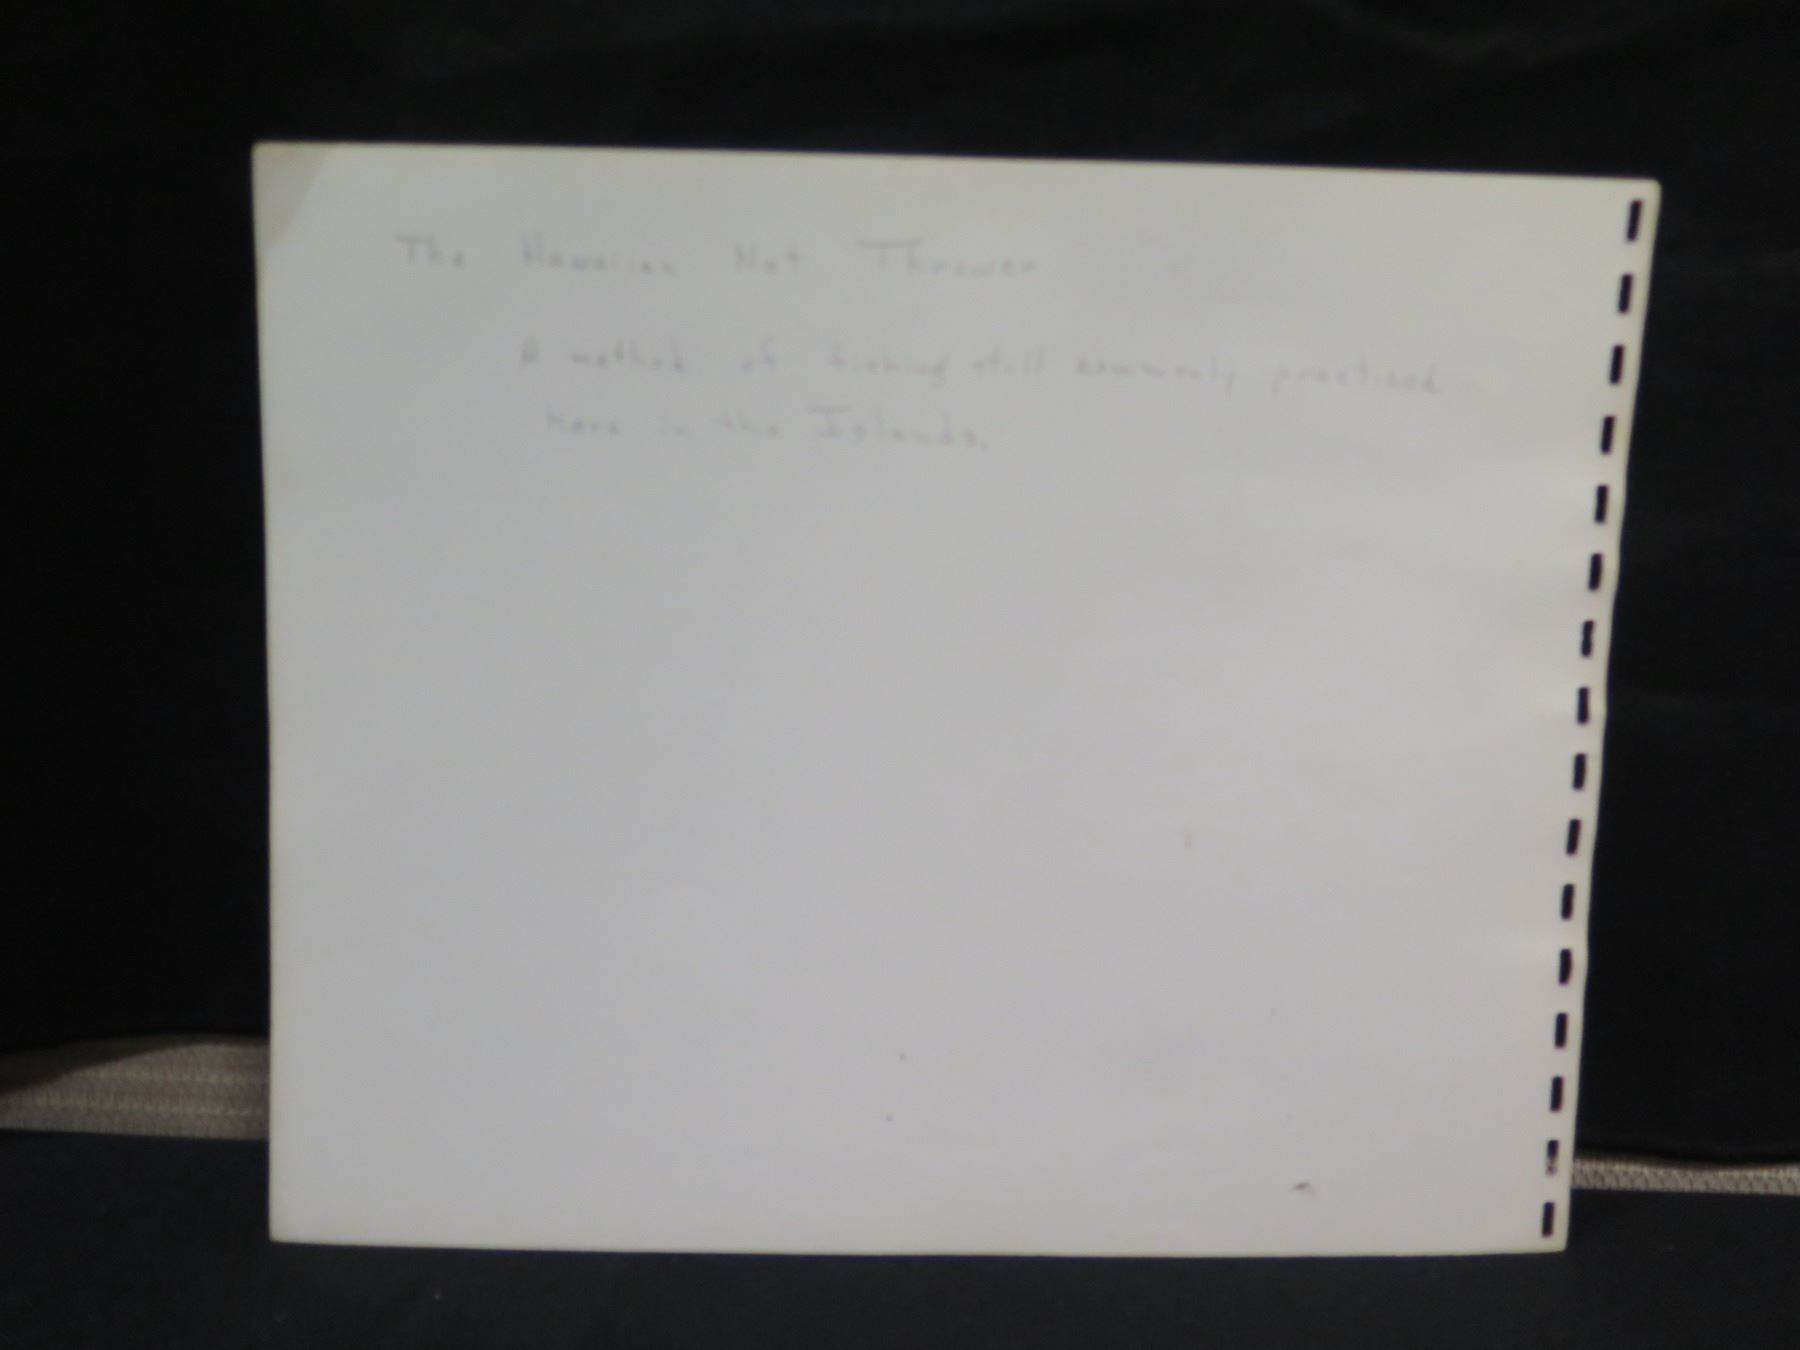 The Hawaiian Net Thrower
A method of fishing still commonly practiced
here in the Islands.